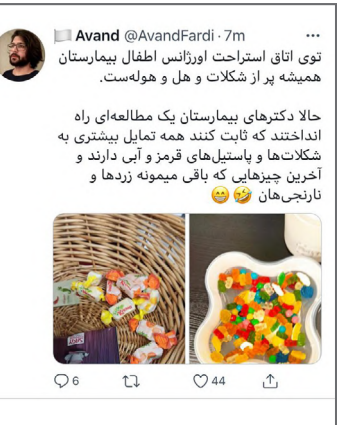 Avand @AvandFardi · 7m
توی اتاق استراحت اورژانس اطفال بیمارستان
همیشه پر از شکلات و هل و هوله‌ست.
حالا دکترهای بیمارستان یک مطالعه‌ای راه
انداختند که ثابت کنند همه تمایل بیشتری به
شکلات‌ها و پاستیل‌های قرمز و آبی دارند و
آخرین چیزهایی که باقی میمونه زردها و
نارنجی‌هان 🤣😁
6 44